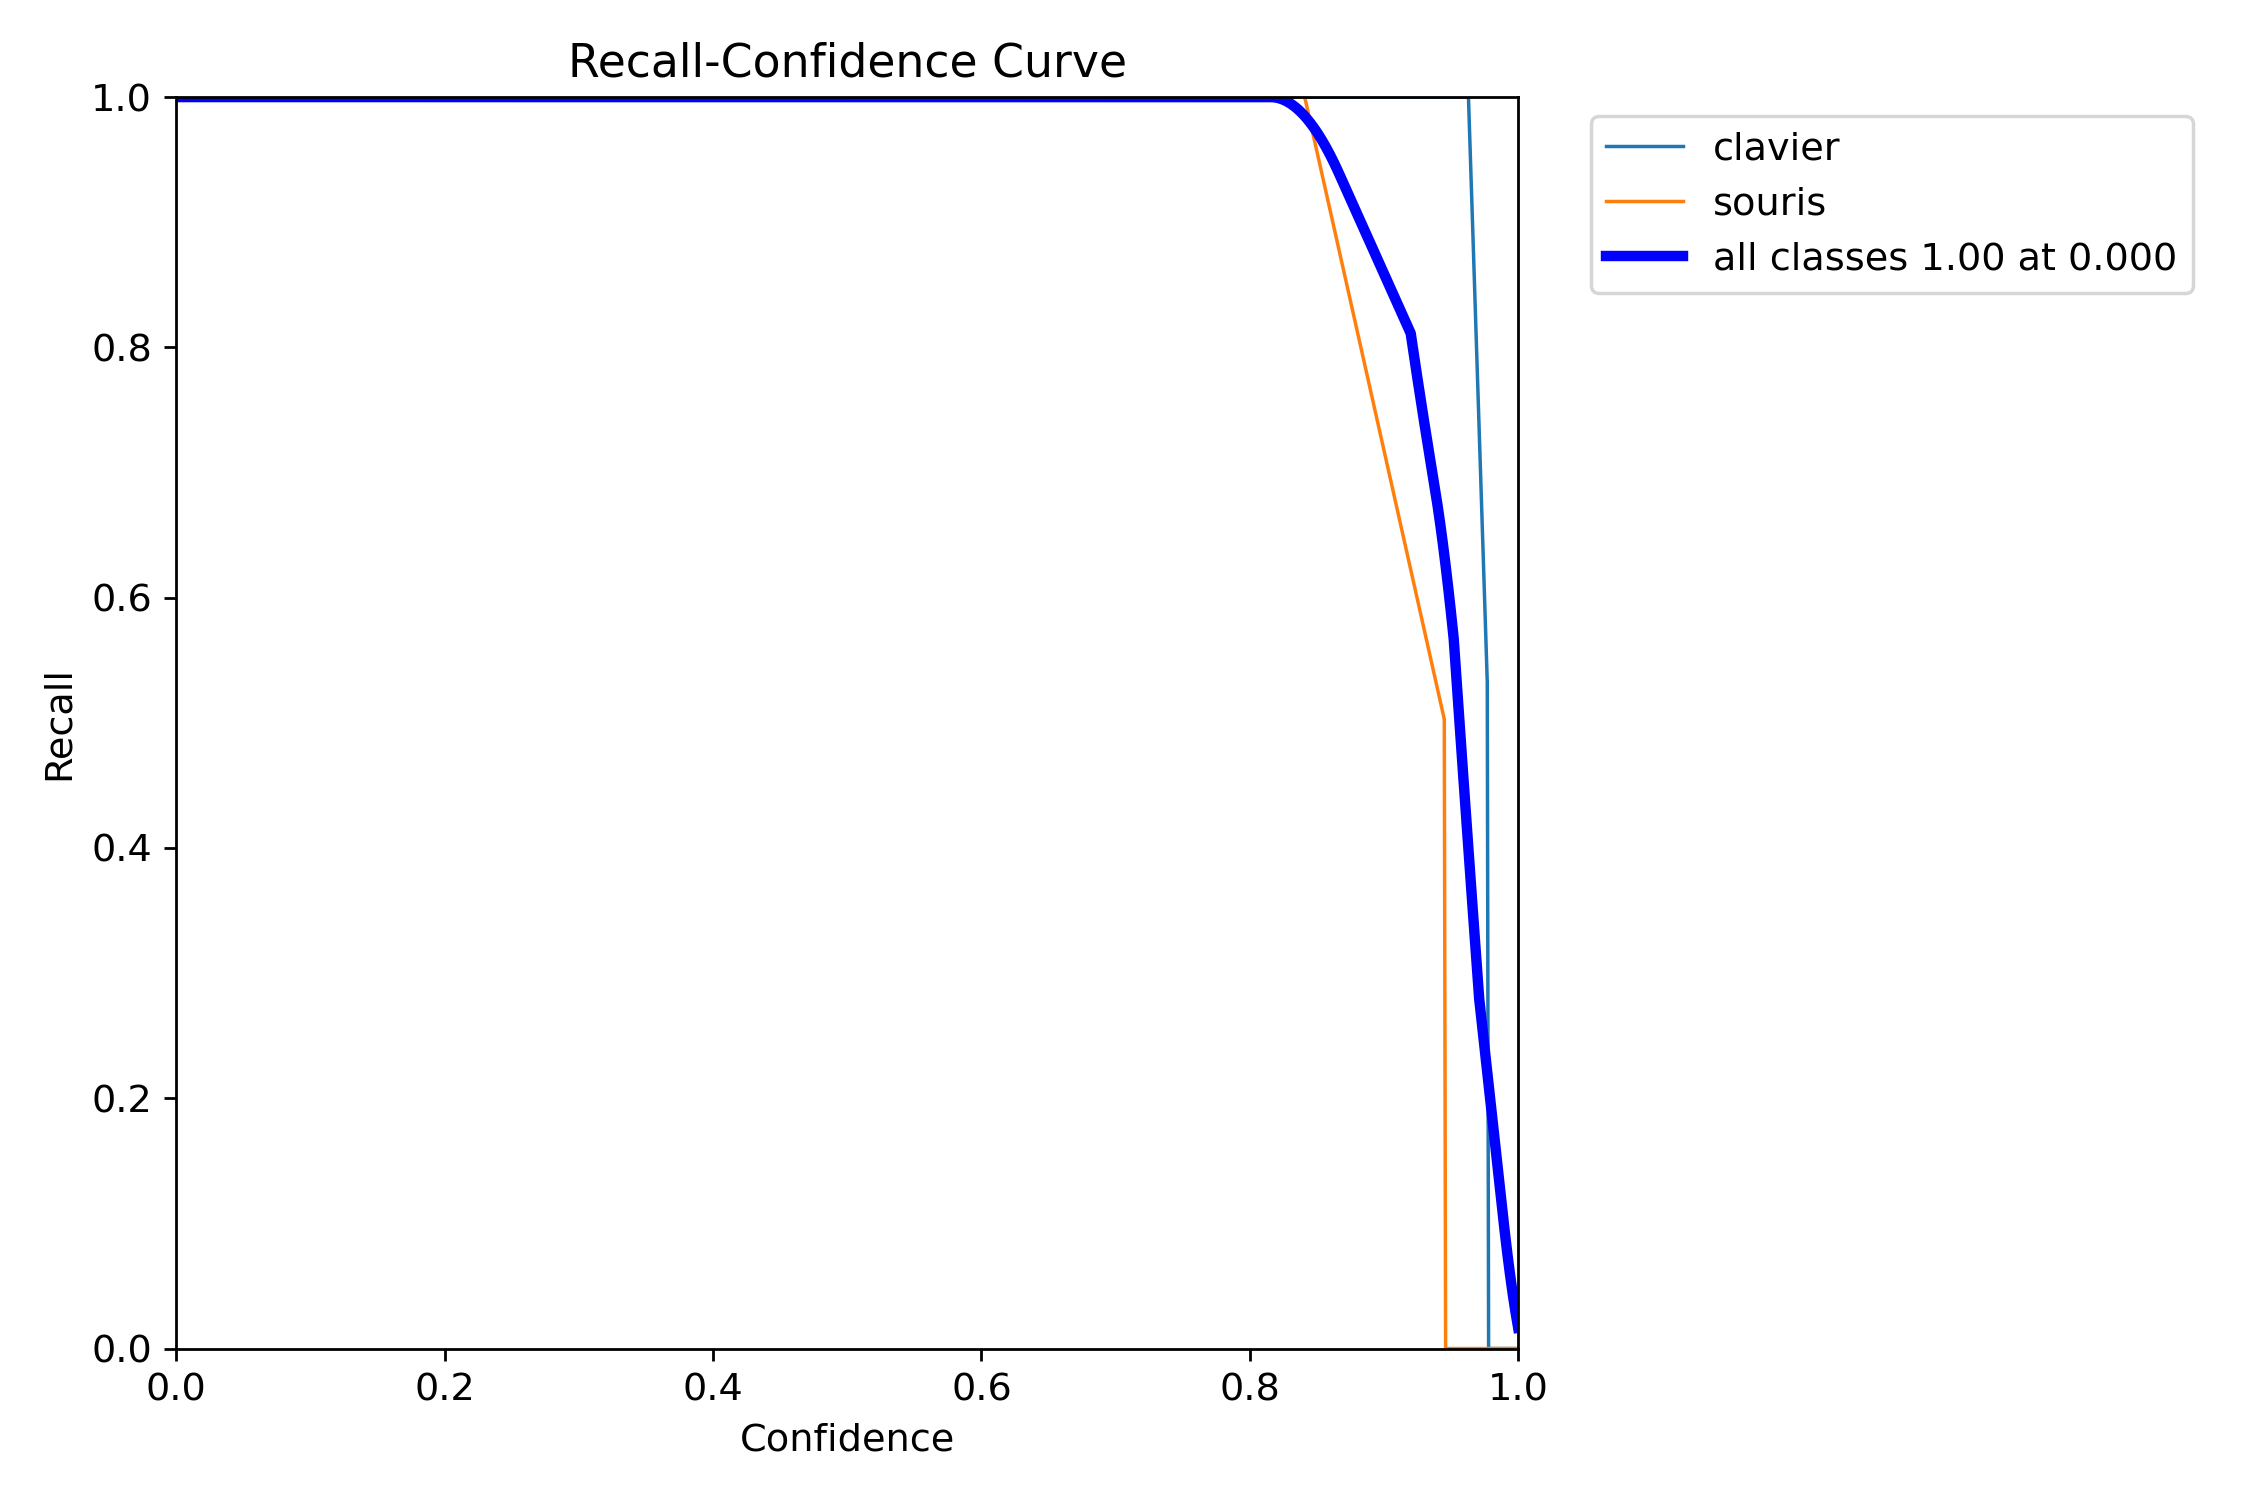 Recall-Confidence Curve
clavier
souris
all classes 1.00 at 0.000
Recall
1.0
0.8
0.6
0.4
0.2
0.0
0.0 0.2 0.4 0.6 0.8 1.0
Confidence